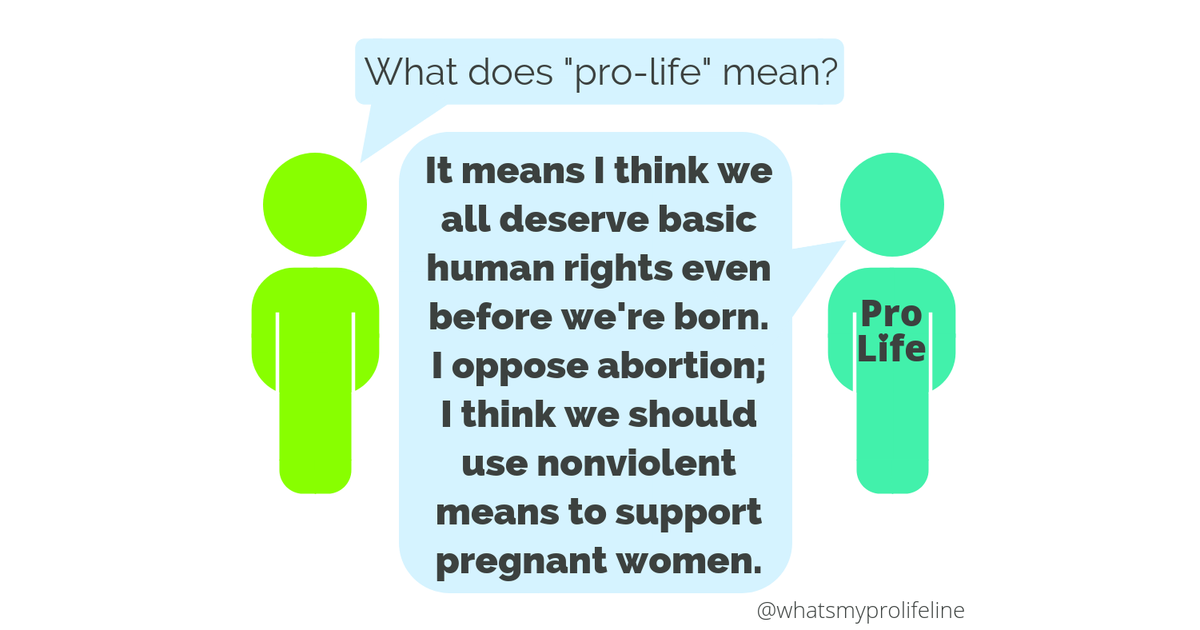 What does "pro-life" mean?
It means I think we
all deserve basic
human rights even
before we're born.
I oppose abortion;
I think we should
use nonviolent
means to support
pregnant women.
Pro
Life
@whatsmyprolifeline